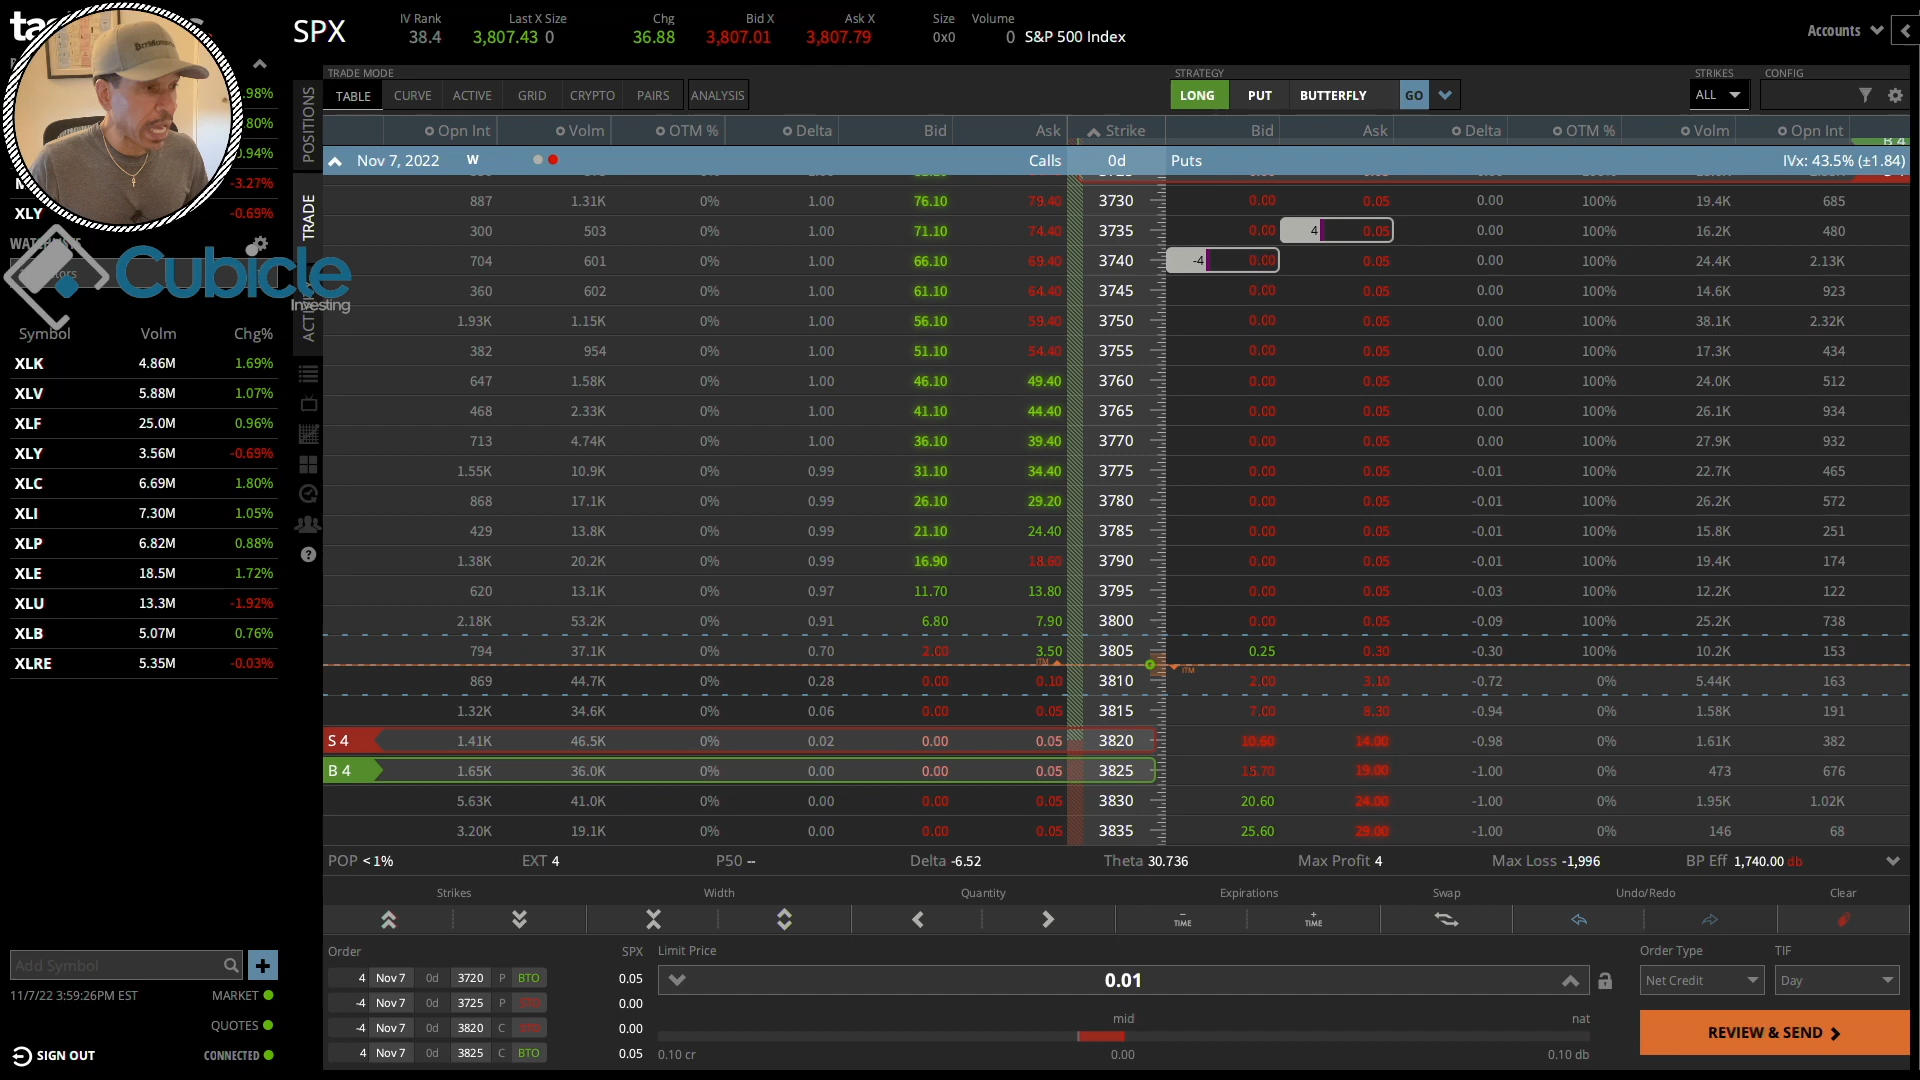 SPX
IV Rank Last X Size Chg Bid X Ask X Size Volume
38.4 3,807.43 0 36.88 3,807.01 3,807.79 0x0 0 S&P 500 Index
Accounts
TRADE MODE STRATEGY STRIKES CONFIG
TABLE CURVE ACTIVE GRID CRYPTO PAIRS ANALYSIS LONG PUT BUTTERFLY GO ALL
Opn Int Volm OTM % Delta Bid Ask Strike Bid Ask Delta OTM % Volm Opn Int
Nov 7, 2022 W Calls 0d Puts IVx: 43.5% (±1.84)
887 1.31K 0% 1.00 76.10 79.40 3730 0.00 0.05 0.00 100% 19.4K 685
300 503 0% 1.00 71.10 74.40 3735 0.00 4 0.05 0.00 100% 16.2K 480
704 601 0% 1.00 66.10 69.40 3740 -4 0.00 0.05 0.00 100% 24.4K 2.13K
360 602 0% 1.00 61.10 64.40 3745 0.00 0.05 0.00 100% 14.6K 923
1.93K 1.15K 0% 1.00 56.10 59.40 3750 0.00 0.05 0.00 100% 38.1K 2.32K
382 954 0% 1.00 51.10 54.40 3755 0.00 0.05 0.00 100% 17.3K 434
647 1.58K 0% 1.00 46.10 49.40 3760 0.00 0.05 0.00 100% 24.0K 512
468 2.33K 0% 1.00 41.10 44.40 3765 0.00 0.05 0.00 100% 26.1K 934
713 4.74K 0% 1.00 36.10 39.40 3770 0.00 0.05 0.00 100% 27.9K 932
1.55K 10.9K 0% 0.99 31.10 34.40 3775 0.00 0.05 -0.01 100% 22.7K 465
868 17.1K 0% 0.99 26.10 29.20 3780 0.00 0.05 -0.01 100% 26.2K 572
429 13.8K 0% 0.99 21.10 24.40 3785 0.00 0.05 -0.01 100% 15.8K 251
1.38K 20.2K 0% 0.99 16.90 18.60 3790 0.00 0.05 -0.01 100% 19.4K 174
620 13.1K 0% 0.97 11.70 13.80 3795 0.00 0.05 -0.03 100% 12.2K 122
2.18K 53.2K 0% 0.91 6.80 7.90 3800 0.00 0.05 -0.09 100% 25.2K 738
794 37.1K 0% 0.70 2.00 3.50 3805 0.25 0.30 -0.30 100% 10.2K 153
ITM ITM
869 44.7K 0% 0.28 0.00 0.10 3810 2.00 3.10 -0.72 0% 5.44K 163
1.32K 34.6K 0% 0.06 0.00 0.05 3815 7.00 8.30 -0.94 0% 1.58K 191
S 4 1.41K 46.5K 0% 0.02 0.00 0.05 3820 10.60 14.00 -0.98 0% 1.61K 382
B 4 1.65K 36.0K 0% 0.00 0.00 0.05 3825 15.70 19.00 -1.00 0% 473 676
5.63K 41.0K 0% 0.00 0.00 0.05 3830 20.60 24.00 -1.00 0% 1.95K 1.02K
3.20K 19.1K 0% 0.00 0.00 0.05 3835 25.60 29.00 -1.00 0% 146 68
POP <1% EXT 4 P50 -- Delta -6.52 Theta 30.736 Max Profit 4 Max Loss -1,996 BP Eff 1,740.00 db
Strikes Width Quantity Expirations Swap Undo/Redo Clear
TIME TIME
Order SPX Limit Price Order Type TIF
4 Nov 7 0d 3720 P BTO 0.05 0.01 Net Credit Day
-4 Nov 7 0d 3725 P STO 0.00
-4 Nov 7 0d 3820 C STO 0.00 mid nat
4 Nov 7 0d 3825 C BTO 0.05 0.10 cr 0.00 0.10 db
REVIEW & SEND
POSITIONS
TRADE
.98%
.80%
0.94%
-3.27%
XLY -0.69%
Cubicle
Investing
Symbol Volm Chg%
XLK 4.86M 1.69%
XLV 5.88M 1.07%
XLF 25.0M 0.96%
XLY 3.56M -0.69%
XLC 6.69M 1.80%
XLI 7.30M 1.05%
XLP 6.82M 0.88%
XLE 18.5M 1.72%
XLU 13.3M -1.92%
XLB 5.07M 0.76%
XLRE 5.35M -0.03%
Add Symbol
11/7/22 3:59:26PM EST MARKET
QUOTES
SIGN OUT CONNECTED